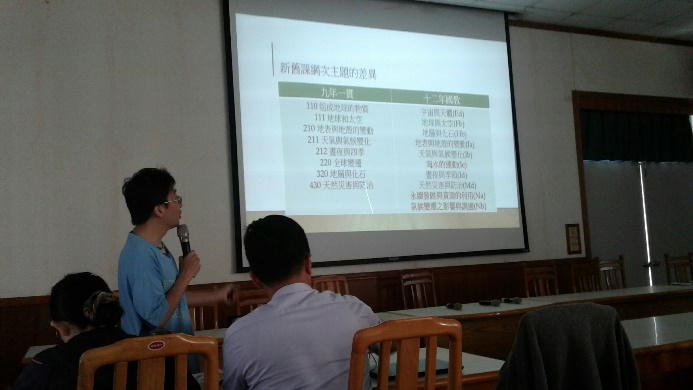 新舊課綱次主題的差異
九年一貫 十二年國教
110 組成地球的物質 宇宙與天體(Ed)
111 地球和太空 地球與太空(Fb)
210 地表與地殼的變動 地層與化石(Hb)
211 天氣與氣候變化 地表與地殼的變動(Ia)
212 晝夜與四季 天氣與氣候變化(Ib)
220 全球變遷 海水的運動(Ic)
320 地層與化石 晝夜與季節(Id)
430 天然災害與防治 天然災害與防治(Md)
永續發展與資源的利用(Na)
氣候變遷之影響與調適(Nb)